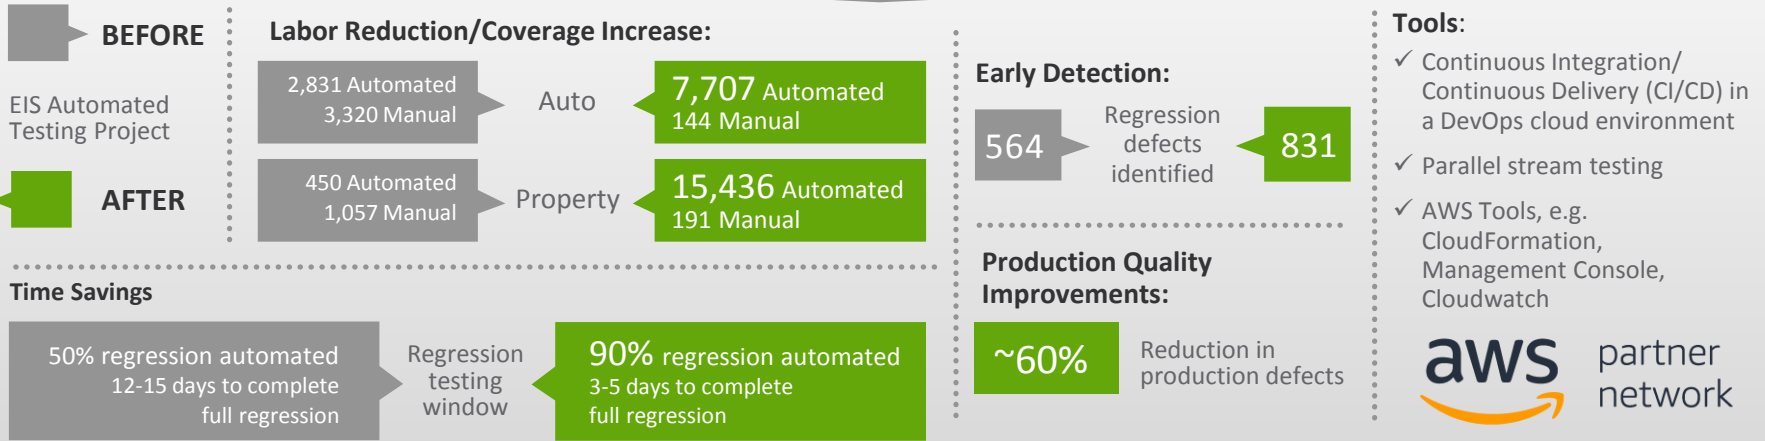 BEFORE
EIS Automated
Testing Project
AFTER
Labor Reduction/Coverage Increase:
2,831 Automated
3,320 Manual
Auto
7,707 Automated
144 Manual
450 Automated
1,057 Manual
Property
15,436 Automated
191 Manual
Time Savings
50% regression automated
12-15 days to complete
full regression
Regression
testing
window
90% regression automated
3-5 days to complete
full regression
Early Detection:
564
Regression
defects
identified
831
Production Quality
Improvements:
~60%
Reduction in
production defects
Tools:
✓ Continuous Integration/
Continuous Delivery (CI/CD) in
a DevOps cloud environment
✓ Parallel stream testing
✓ AWS Tools, e.g.
CloudFormation,
Management Console,
Cloudwatch
aws
partner
network